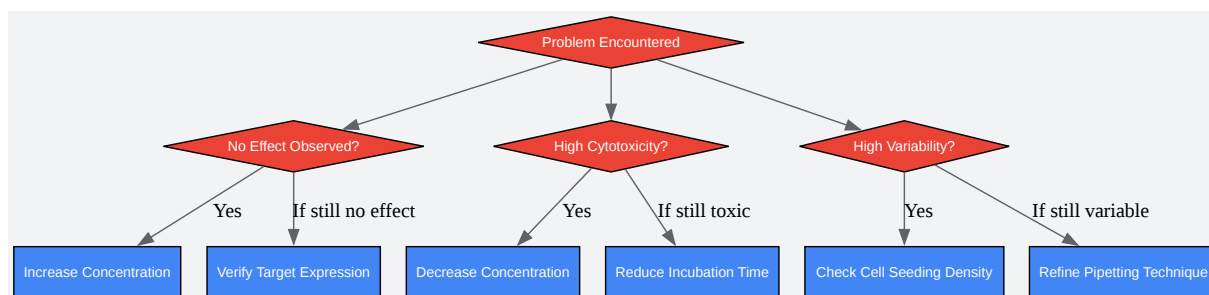 Problem Encountered
No Effect Observed?
High Cytotoxicity?
High Variability?
Yes
If still no effect
Yes
If still toxic
Yes
If still variable
Increase Concentration
Verify Target Expression
Decrease Concentration
Reduce Incubation Time
Check Cell Seeding Density
Refine Pipetting Technique